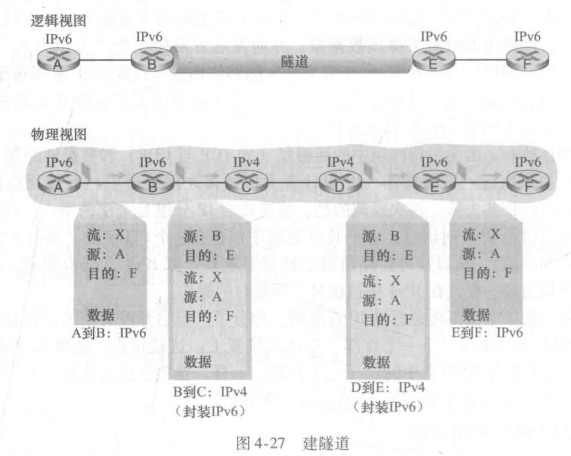 逻辑视图
IPv6 IPv6 IPv6 IPv6
A B 隧道 E F
物理视图
IPv6 IPv6 IPv4 IPv4 IPv6 IPv6
A B C D E F
流: X
源: A
目的: F
数据
A到B: IPv6
源: B
目的: E
流: X
源: A
目的: F
数据
B到C: IPv4
（封装IPv6）
源: B
目的: E
流: X
源: A
目的: F
数据
D到E: IPv4
（封装IPv6）
流: X
源: A
目的: F
数据
E到F: IPv6
图 4-27 建隧道